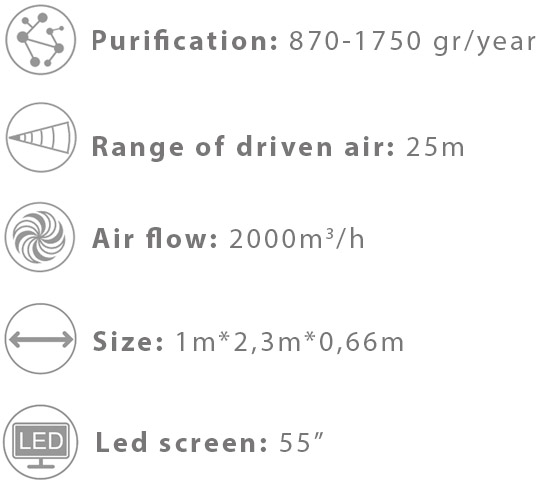 Purification: 870-1750 gr/year
Range of driven air: 25m
Air flow: 2000m³/h
Size: 1m*2,3m*0,66m
LED
Led screen: 55”